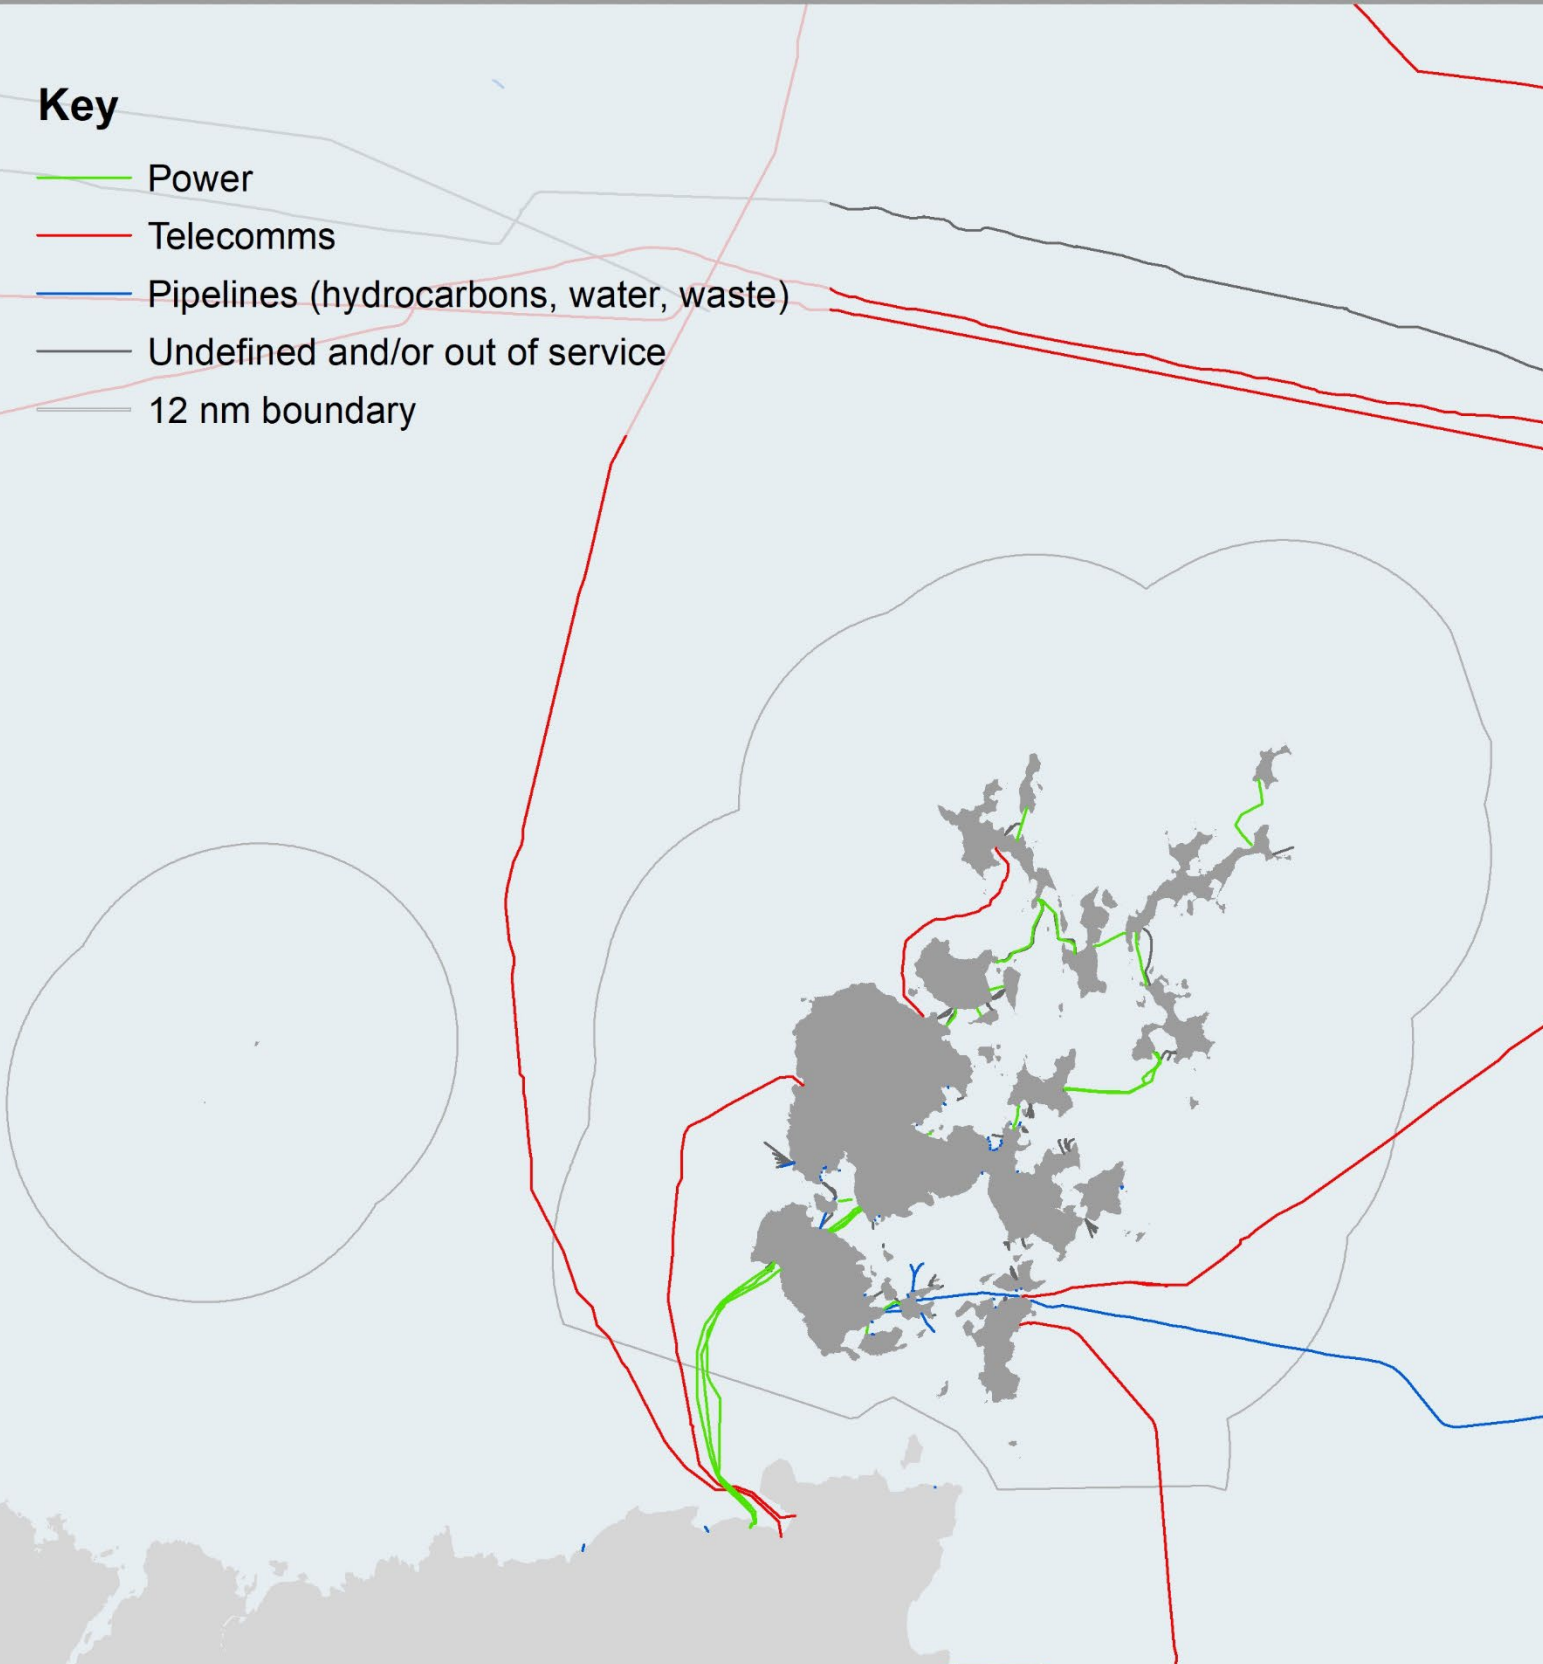 Key
Power
Telecomms
Pipelines (hydrocarbons, water, waste)
Undefined and/or out of service
12 nm boundary